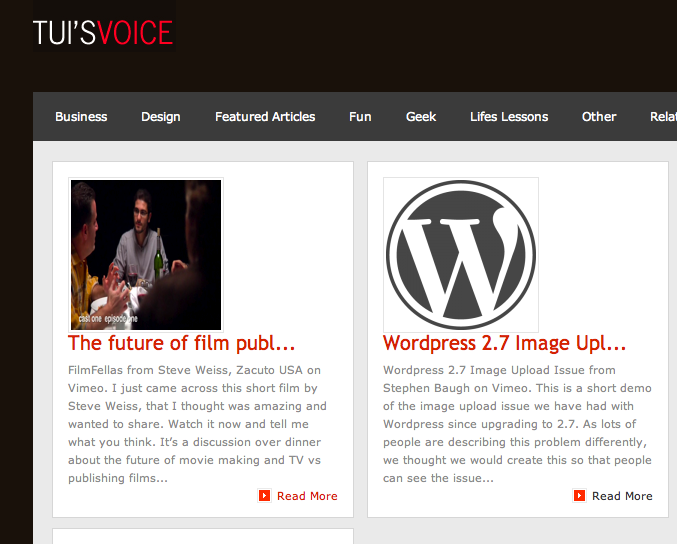 TUI'SVOICE
Business Design Featured Articles Fun Geek Lifes Lessons Other Rela
cast one episode one
The future of film publ...
FilmFellas from Steve Weiss, Zacuto USA on
Vimeo. I just came across this short film by
Steve Weiss, that I thought was amazing and
wanted to share. Watch it now and tell me
what you think. It's a discussion over dinner
about the future of movie making and TV vs
publishing films...
Read More
W
Wordpress 2.7 Image Upl...
Wordpress 2.7 Image Upload Issue from
Stephen Baugh on Vimeo. This is a short demo
of the image upload issue we have had with
Wordpress since upgrading to 2.7. As lots of
people are describing this problem differently,
we thought we would create this so that people
can see the issue...
Read More